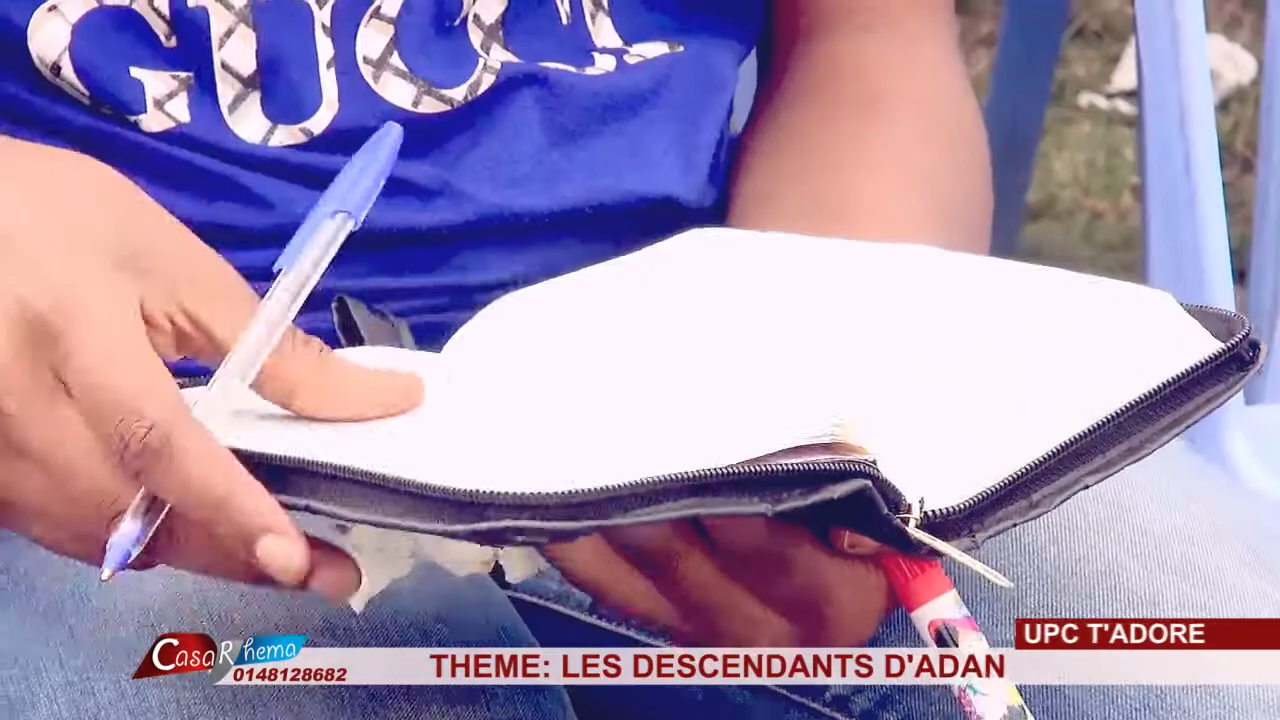 GUCCI
UPC T'ADORE
CasaRhema
THEME: LES DESCENDANTS D'ADAN
0148128682